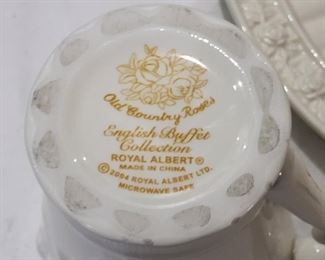 Old Country Roses
English Buffet
Collection
ROYAL ALBERT®
MADE IN CHINA
©2004 ROYAL ALBERT LTD.
MICROWAVE SAFE